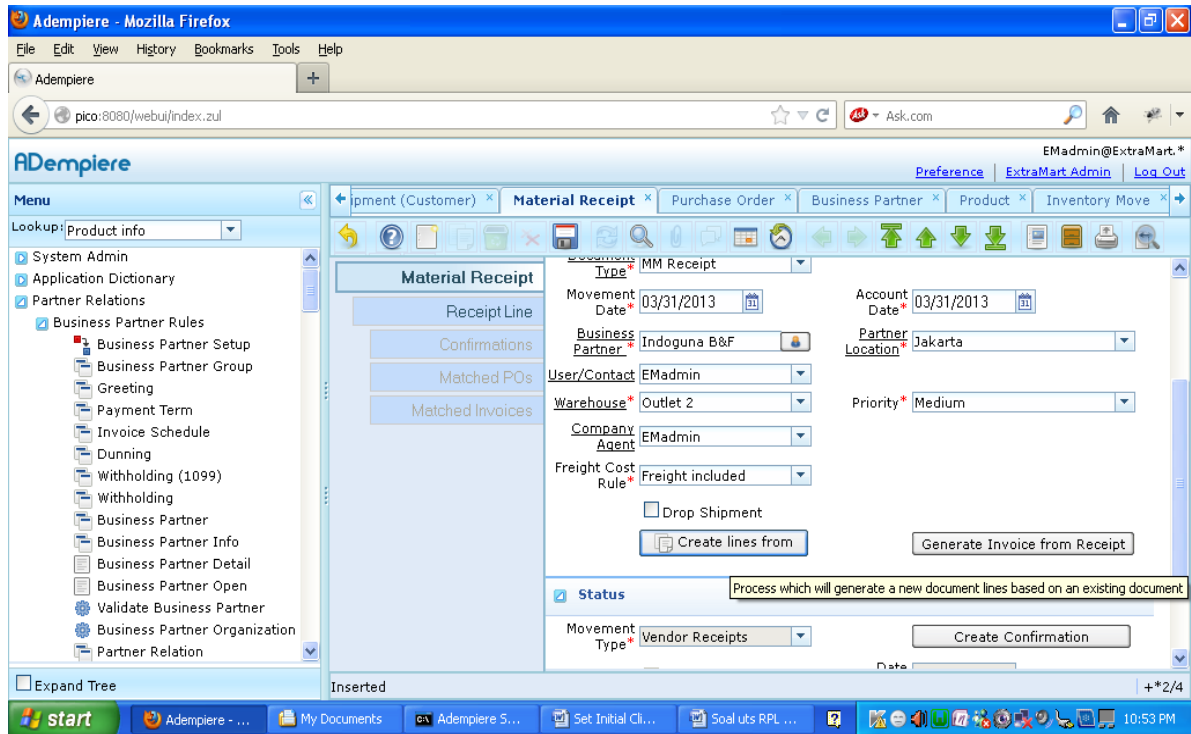 Adempiere - Mozilla Firefox
File Edit View History Bookmarks Tools Help
Adempiere +
pico:8080/webui/index.zul
Ask.com
ADempiere
EMadmin@ExtraMart.*
Preference ExtraMart Admin Log Out
Menu
ipment (Customer) × Material Receipt × Purchase Order × Business Partner × Product × Inventory Move ×
Lookup: Product info
System Admin
Application Dictionary
Partner Relations
Business Partner Rules
Business Partner Setup
Business Partner Group
Greeting
Payment Term
Invoice Schedule
Dunning
Withholding (1099)
Withholding
Business Partner
Business Partner Info
Business Partner Detail
Business Partner Open
Validate Business Partner
Business Partner Organization
Partner Relation
Expand Tree
Material Receipt
Receipt Line
Confirmations
Matched POs
Matched Invoices
Document Type* MM Receipt
Movement Date* 03/31/2013 Account Date* 03/31/2013
Business Partner * Indoguna B&F Partner Location* Jakarta
User/Contact EMadmin
Warehouse* Outlet 2 Priority* Medium
Company Agent EMadmin
Freight Cost Rule* Freight included
Drop Shipment
Create lines from Generate Invoice from Receipt
Process which will generate a new document lines based on an existing document
Status
Movement Type* Vendor Receipts Create Confirmation
Date
Inserted +*2/4
start Adempiere - ... My Documents Adempiere S... Set Initial Cli... Soal uts RPL ... 10:53 PM